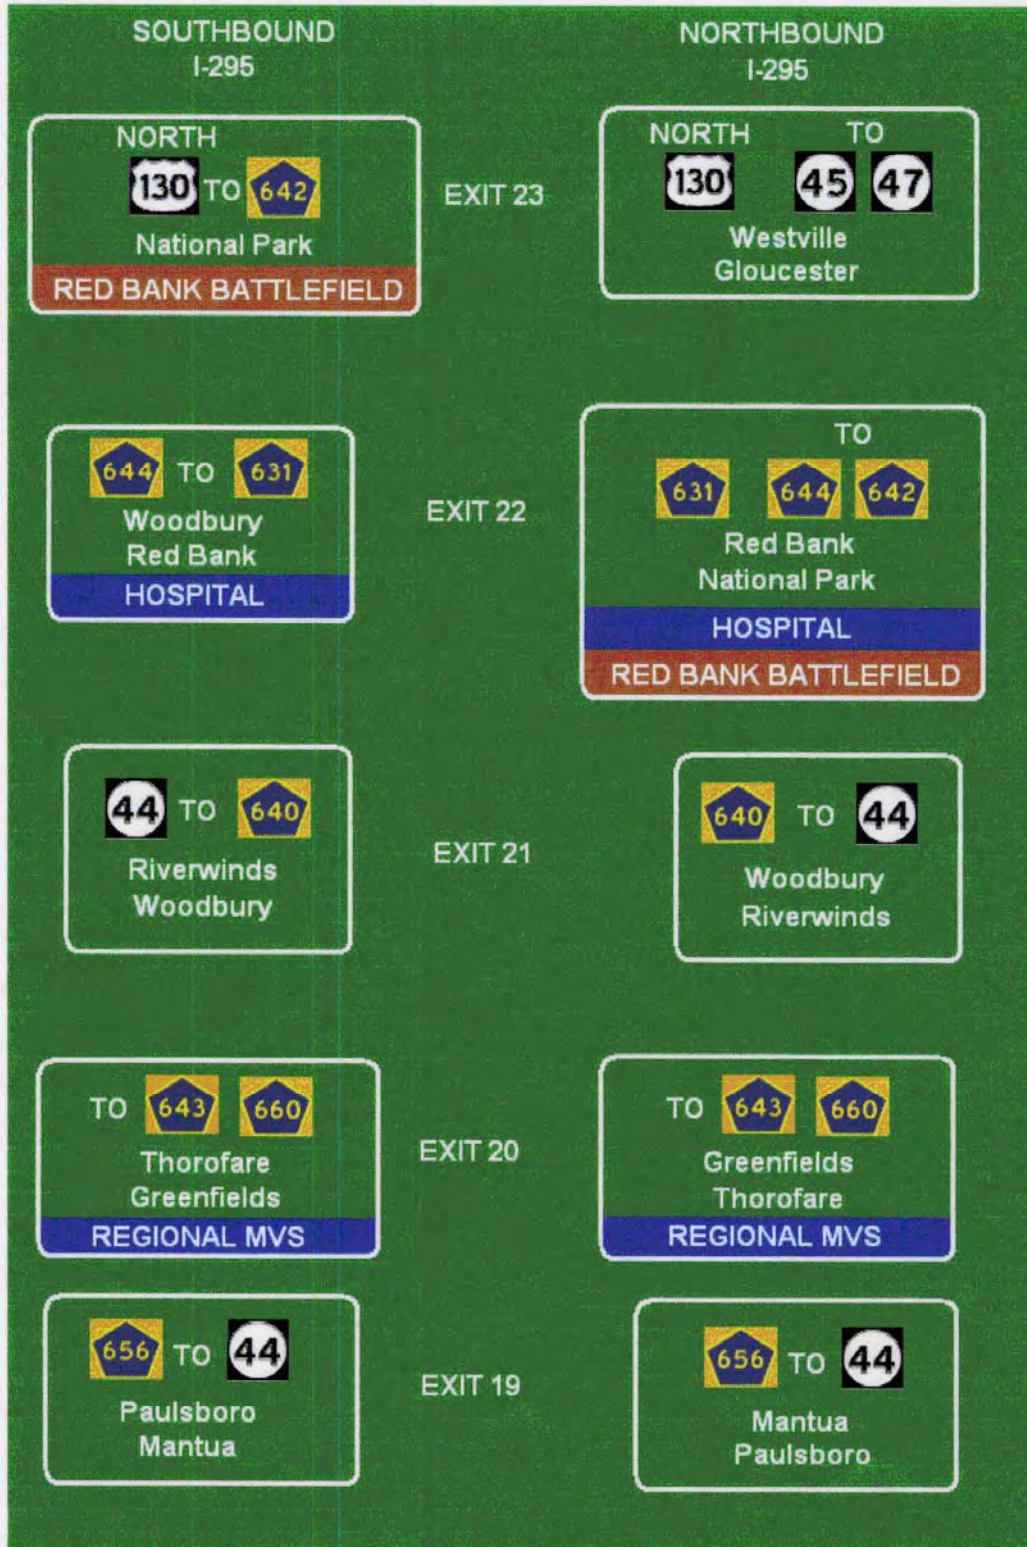 SOUTHBOUND
I-295
NORTH
130 TO 642
National Park
RED BANK BATTLEFIELD
EXIT 23
NORTHBOUND
I-295
NORTH TO
130 45 47
Westville
Gloucester
644 TO 631
Woodbury
Red Bank
HOSPITAL
EXIT 22
TO
631 644 642
Red Bank
National Park
HOSPITAL
RED BANK BATTLEFIELD
44 TO 640
Riverwinds
Woodbury
EXIT 21
640 TO 44
Woodbury
Riverwinds
TO 643 660
Thorofare
Greenfields
REGIONAL MVS
EXIT 20
TO 643 660
Greenfields
Thorofare
REGIONAL MVS
656 TO 44
Paulsboro
Mantua
EXIT 19
656 TO 44
Mantua
Paulsboro